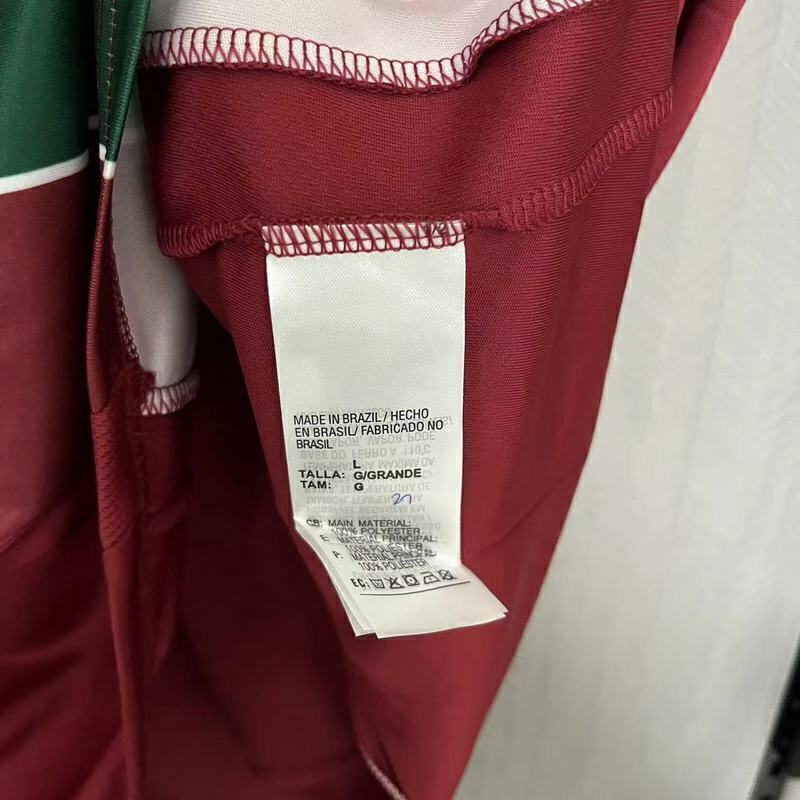 MADE IN BRAZIL / HECHO
EN BRASIL/ FABRICADO NO
BRASIL
L
TALLA: G/GRANDE
TAM: G
27
CB: MAIN MATERIAL:
100% POLYESTER
E: MATERIAL PRINCIPAL:
100% POLIESTER
P: MATERIAL PRINCIPAL:
100% POLIÉSTER
EC: